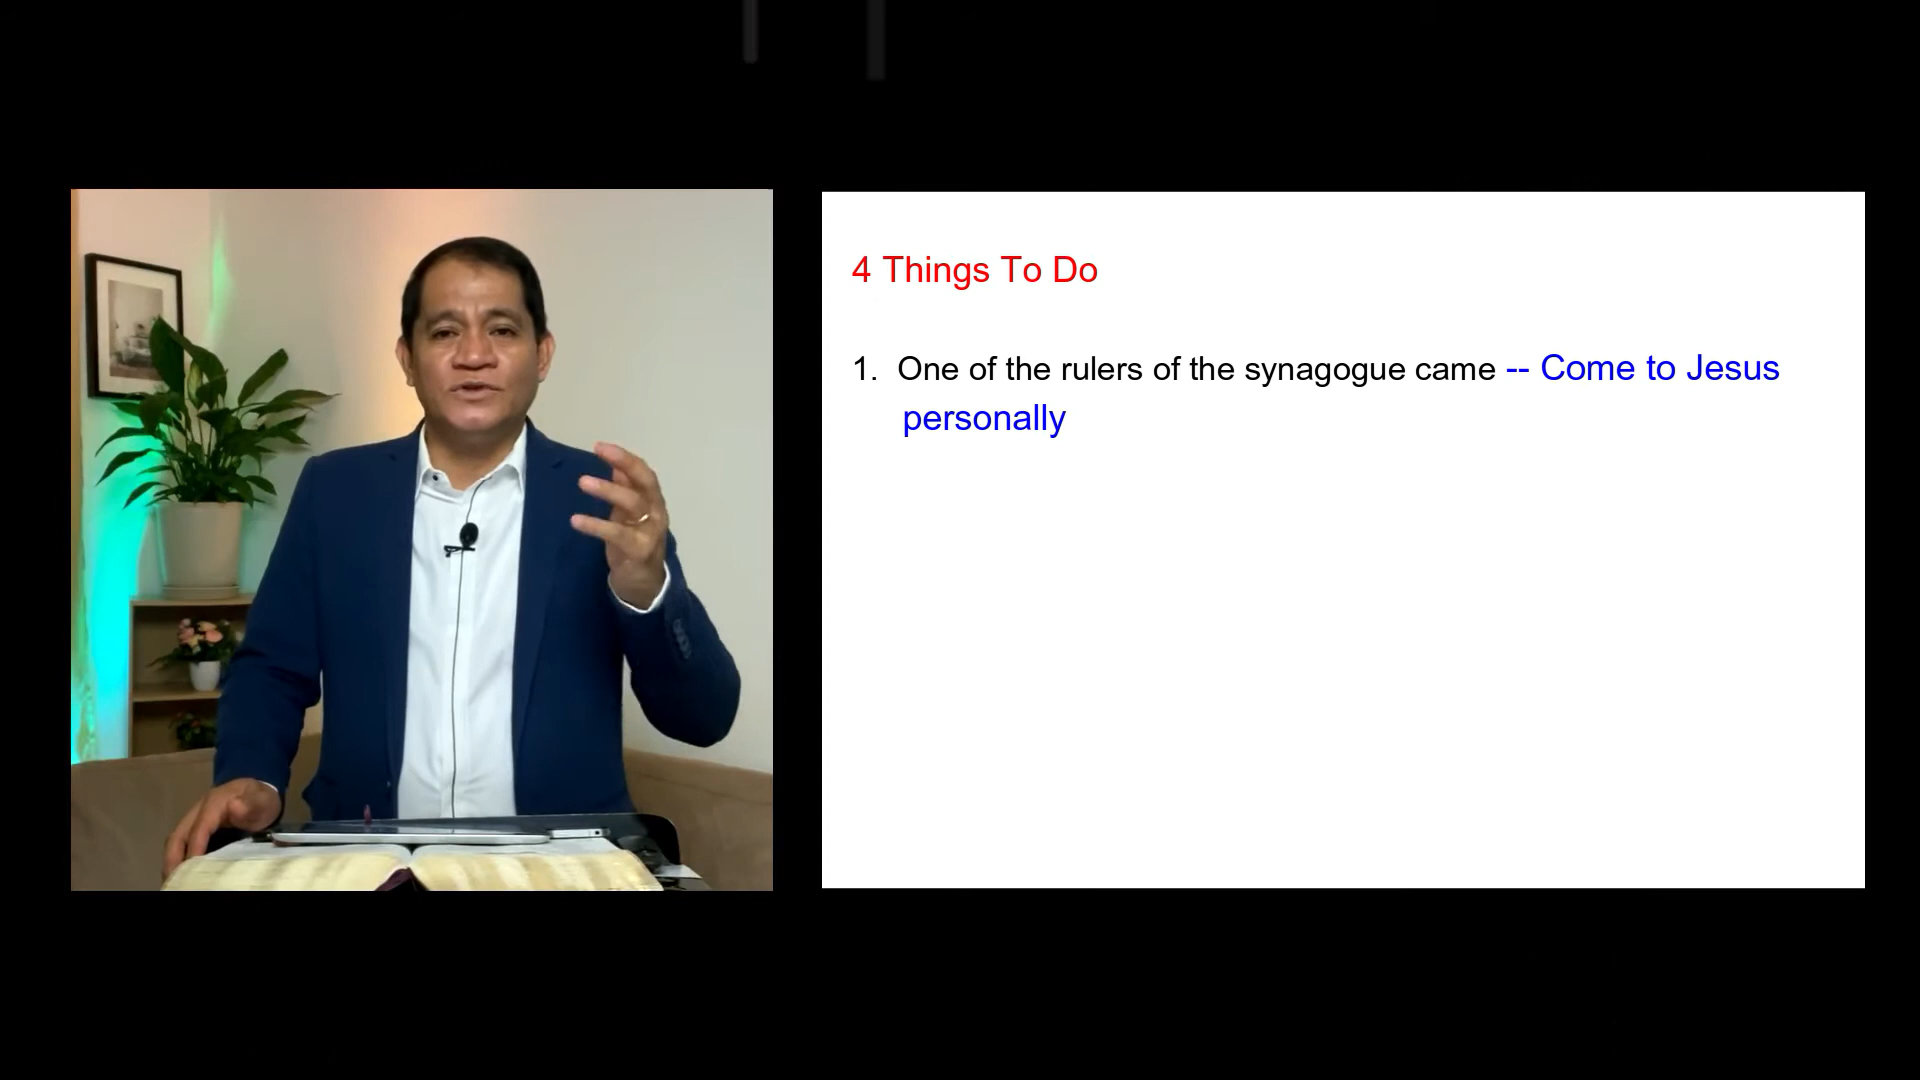 4 Things To Do
1. One of the rulers of the synagogue came -- Come to Jesus
personally